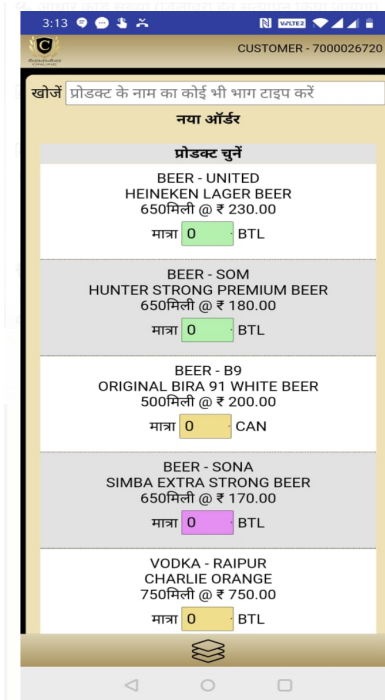 3:13
VoLTE2
C
CUSTOMER - 7000026720
खोजें प्रोडक्ट के नाम का कोई भी भाग टाइप करें
नया ऑर्डर
प्रोडक्ट चुनें
BEER - UNITED
HEINEKEN LAGER BEER
650मिली @ ₹ 230.00
मात्रा 0 BTL
BEER - SOM
HUNTER STRONG PREMIUM BEER
650मिली @ ₹ 180.00
मात्रा 0 BTL
BEER - B9
ORIGINAL BIRA 91 WHITE BEER
500मिली @ ₹ 200.00
मात्रा 0 CAN
BEER - SONA
SIMBA EXTRA STRONG BEER
650मिली @ ₹ 170.00
मात्रा 0 BTL
VODKA - RAIPUR
CHARLIE ORANGE
750मिली @ ₹ 750.00
मात्रा 0 BTL